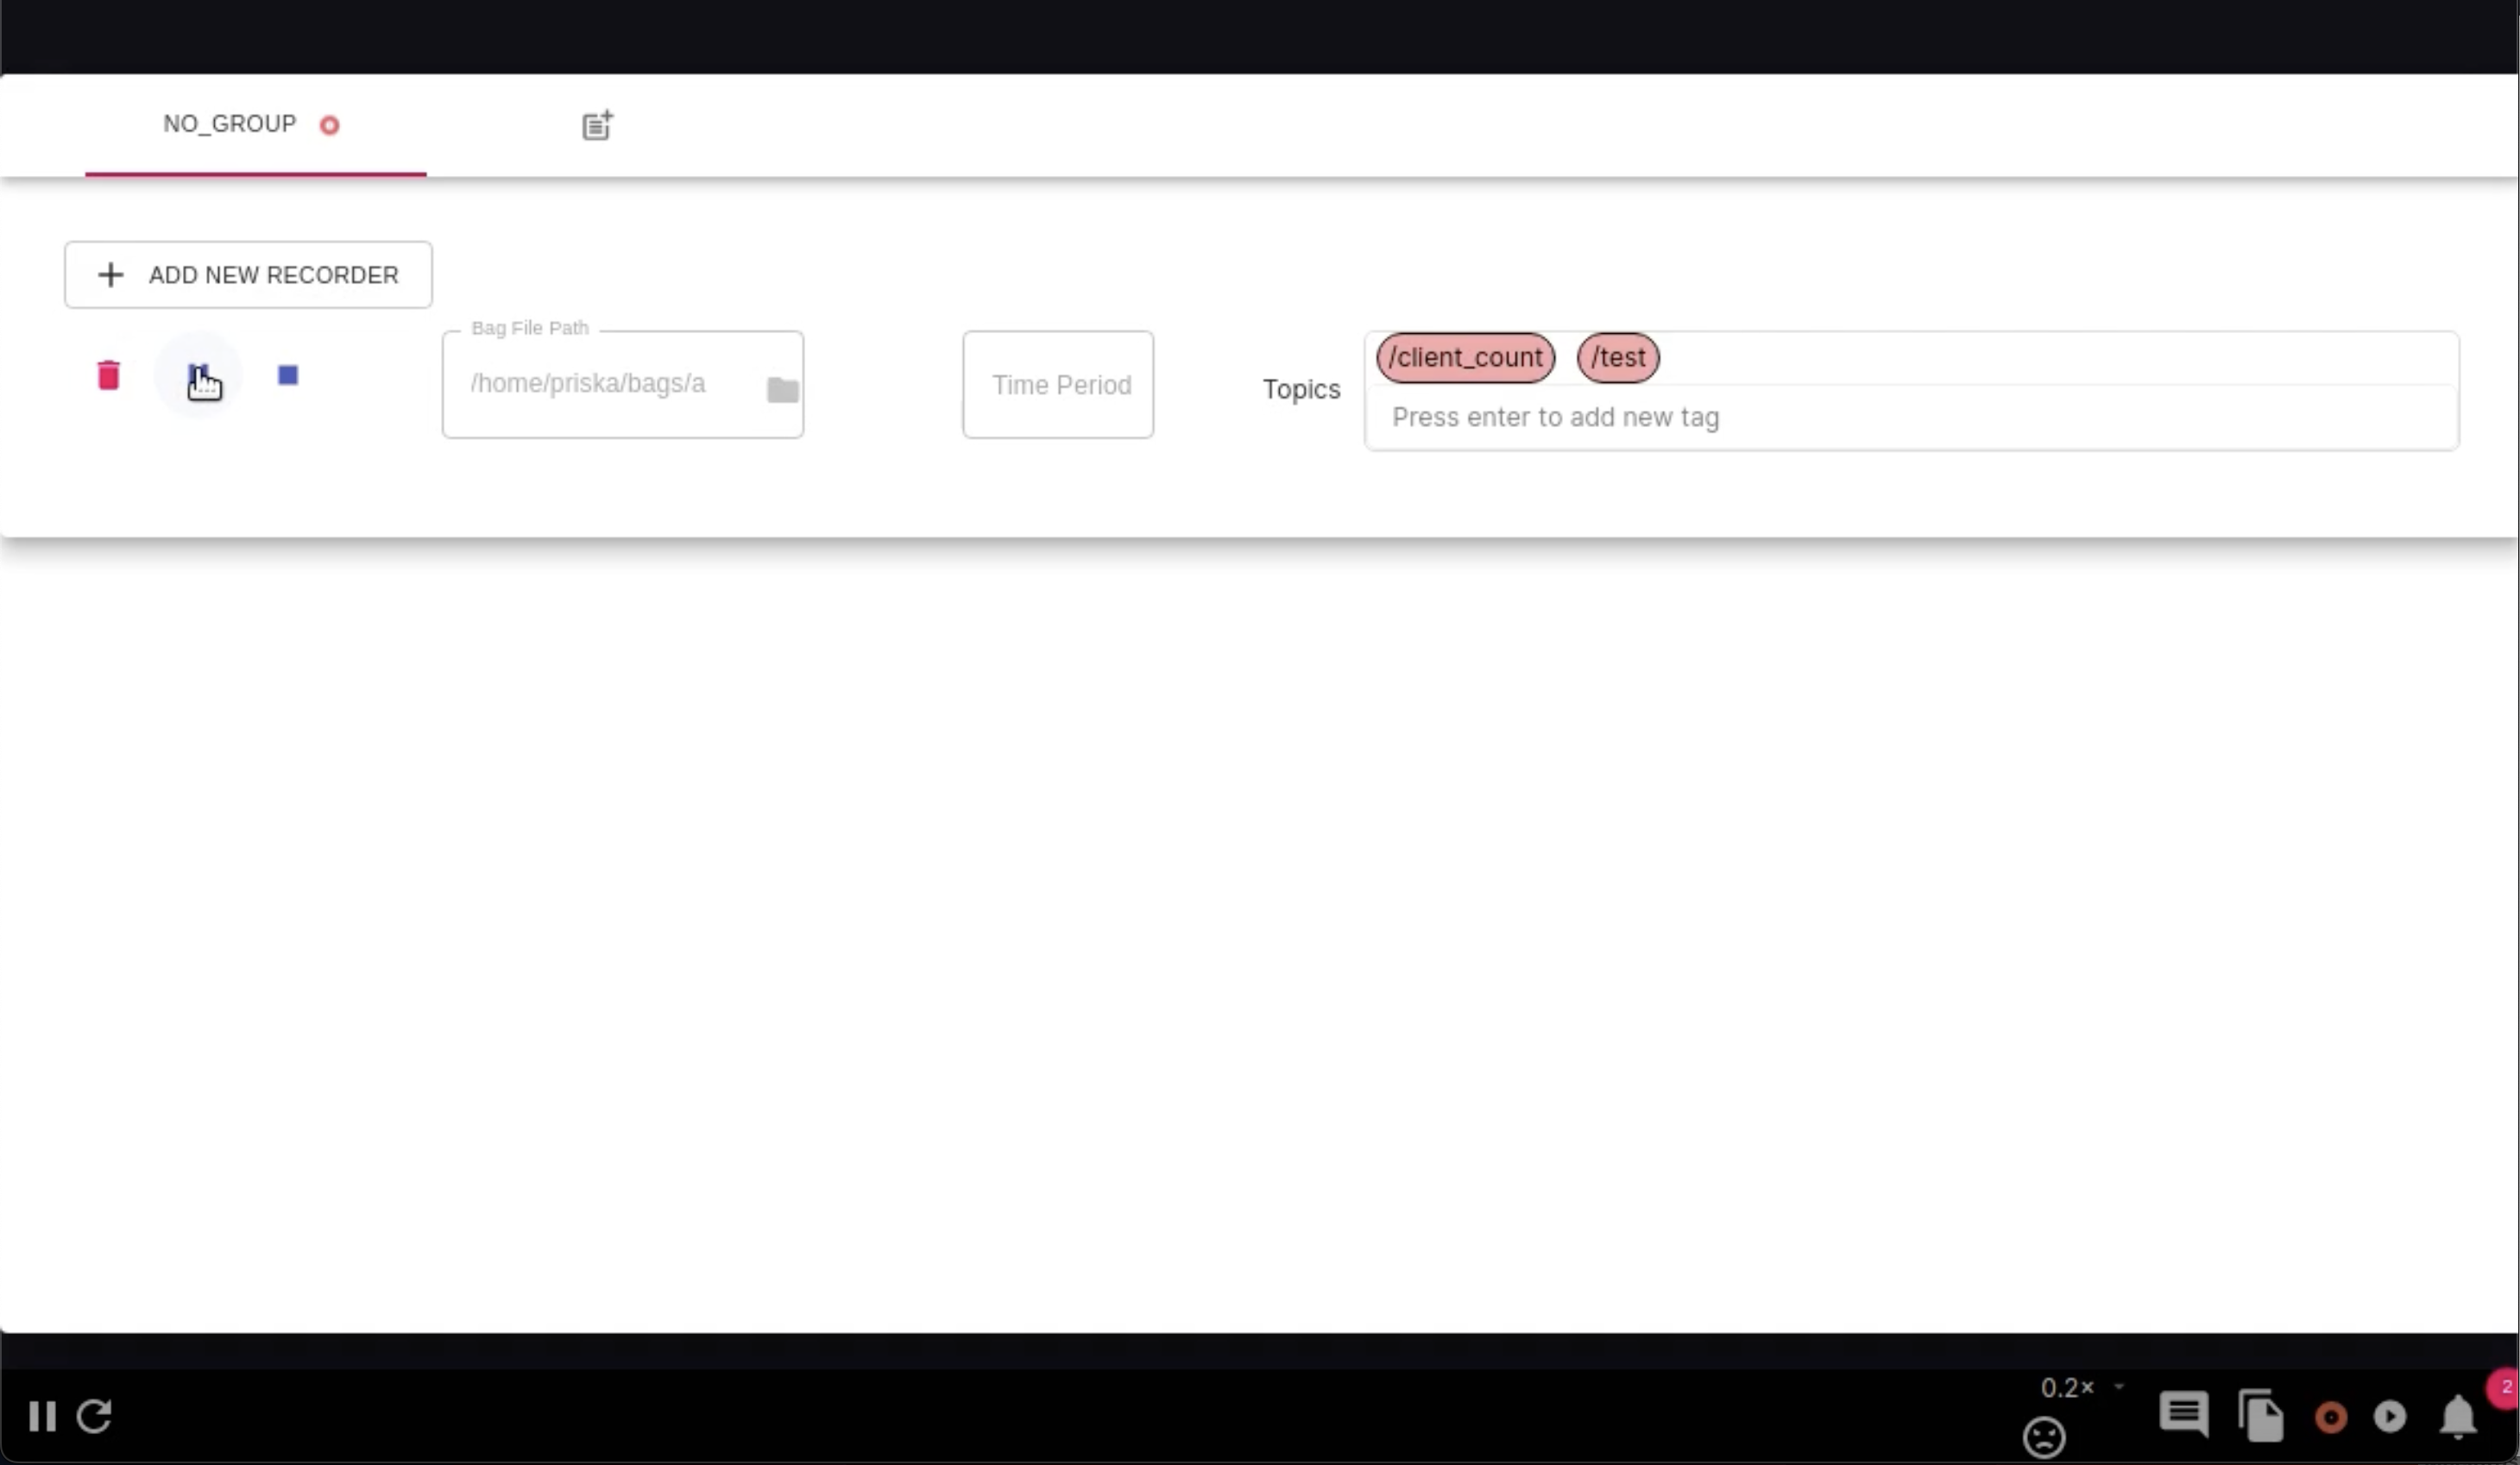 NO_GROUP
ADD NEW RECORDER
Bag File Path
/home/priska/bags/a
Time Period
Topics
/client_count /test
Press enter to add new tag
0.2×
2